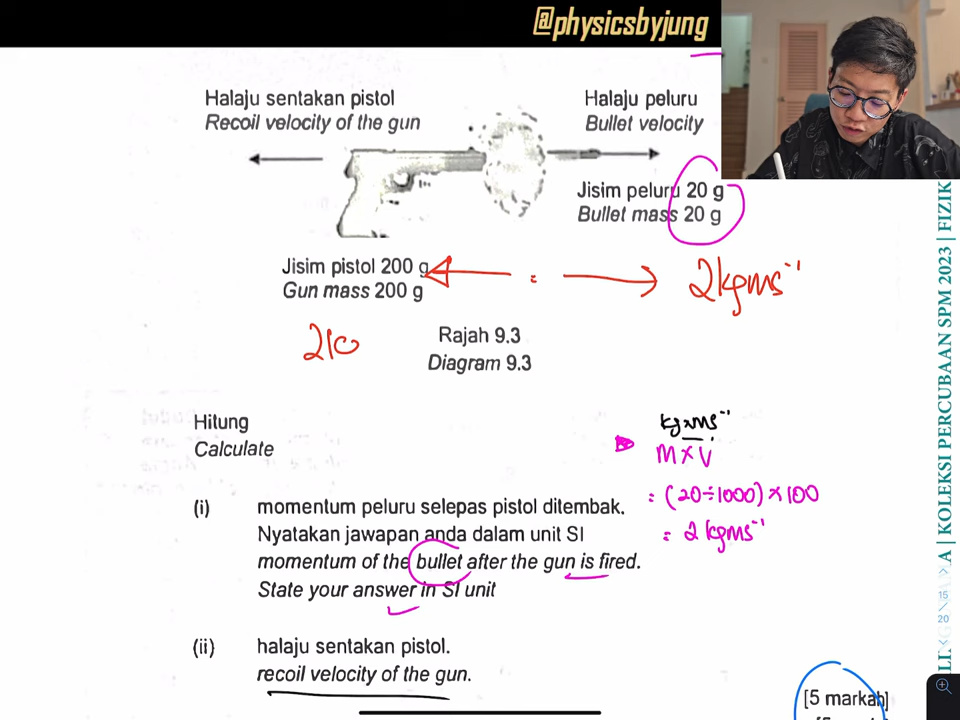 @physicsbyjung
Halaju sentakan pistol
Recoil velocity of the gun
Halaju peluru
Bullet velocity
Jisim peluru 20 g
Bullet mass 20 g
Jisim pistol 200 g
Gun mass 200 g
2kgms⁻¹
210
Rajah 9.3
Diagram 9.3
Hitung
Calculate
kgms⁻¹
m×v
= (20÷1000)×100
= 2kgms⁻¹
(i) momentum peluru selepas pistol ditembak.
Nyatakan jawapan anda dalam unit SI
momentum of the bullet after the gun is fired.
State your answer in SI unit
(ii) halaju sentakan pistol.
recoil velocity of the gun.
[5 markah]
A | KOLEKSI PERCUBAAN SPM 2023 | FIZIK
15
20